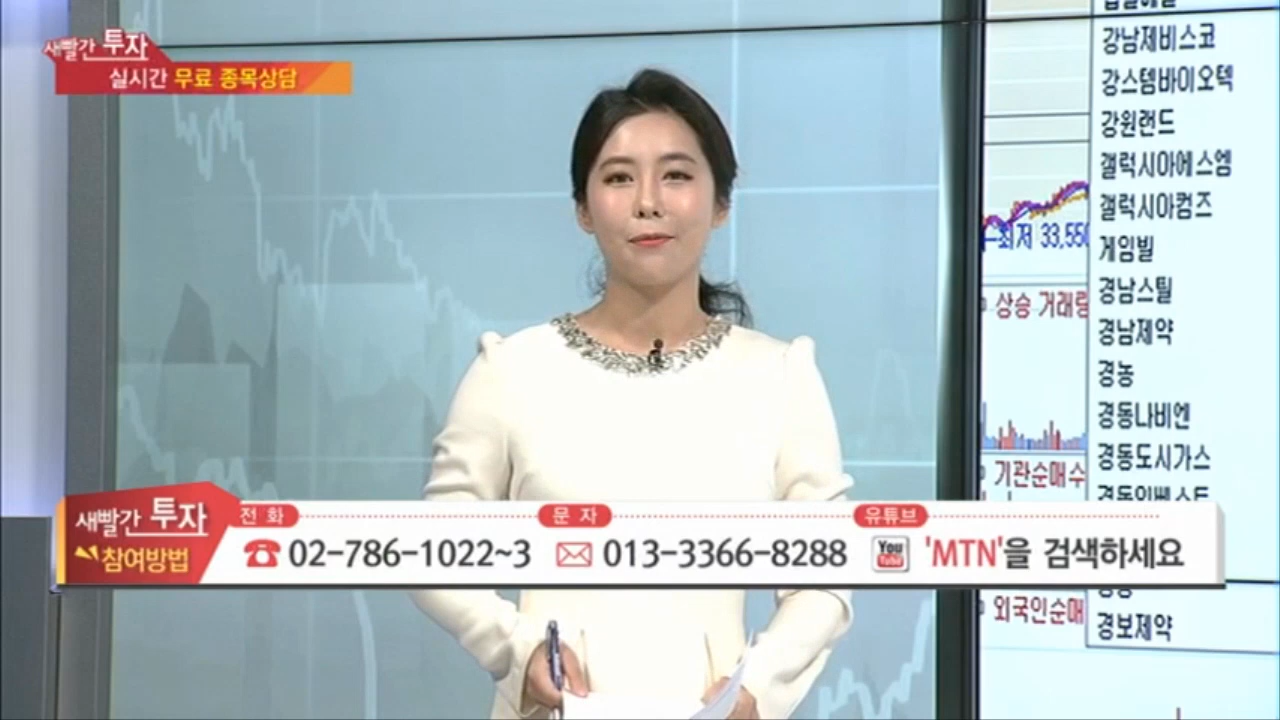 새빨간 투자
실시간 무료 종목상담
강남제비스코
강스템바이오텍
강원랜드
갤럭시아에스엠
갤럭시아컴즈
게임빌
경남스틸
경남제약
경농
경동나비엔
경동도시가스
최저 33,550
상승 거래량
기관순매수
외국인순매
경보제약
새빨간 투자
참여방법
전 화
02-786-1022~3
문 자
013-3366-8288
유튜브
You Tube
'MTN'을 검색하세요